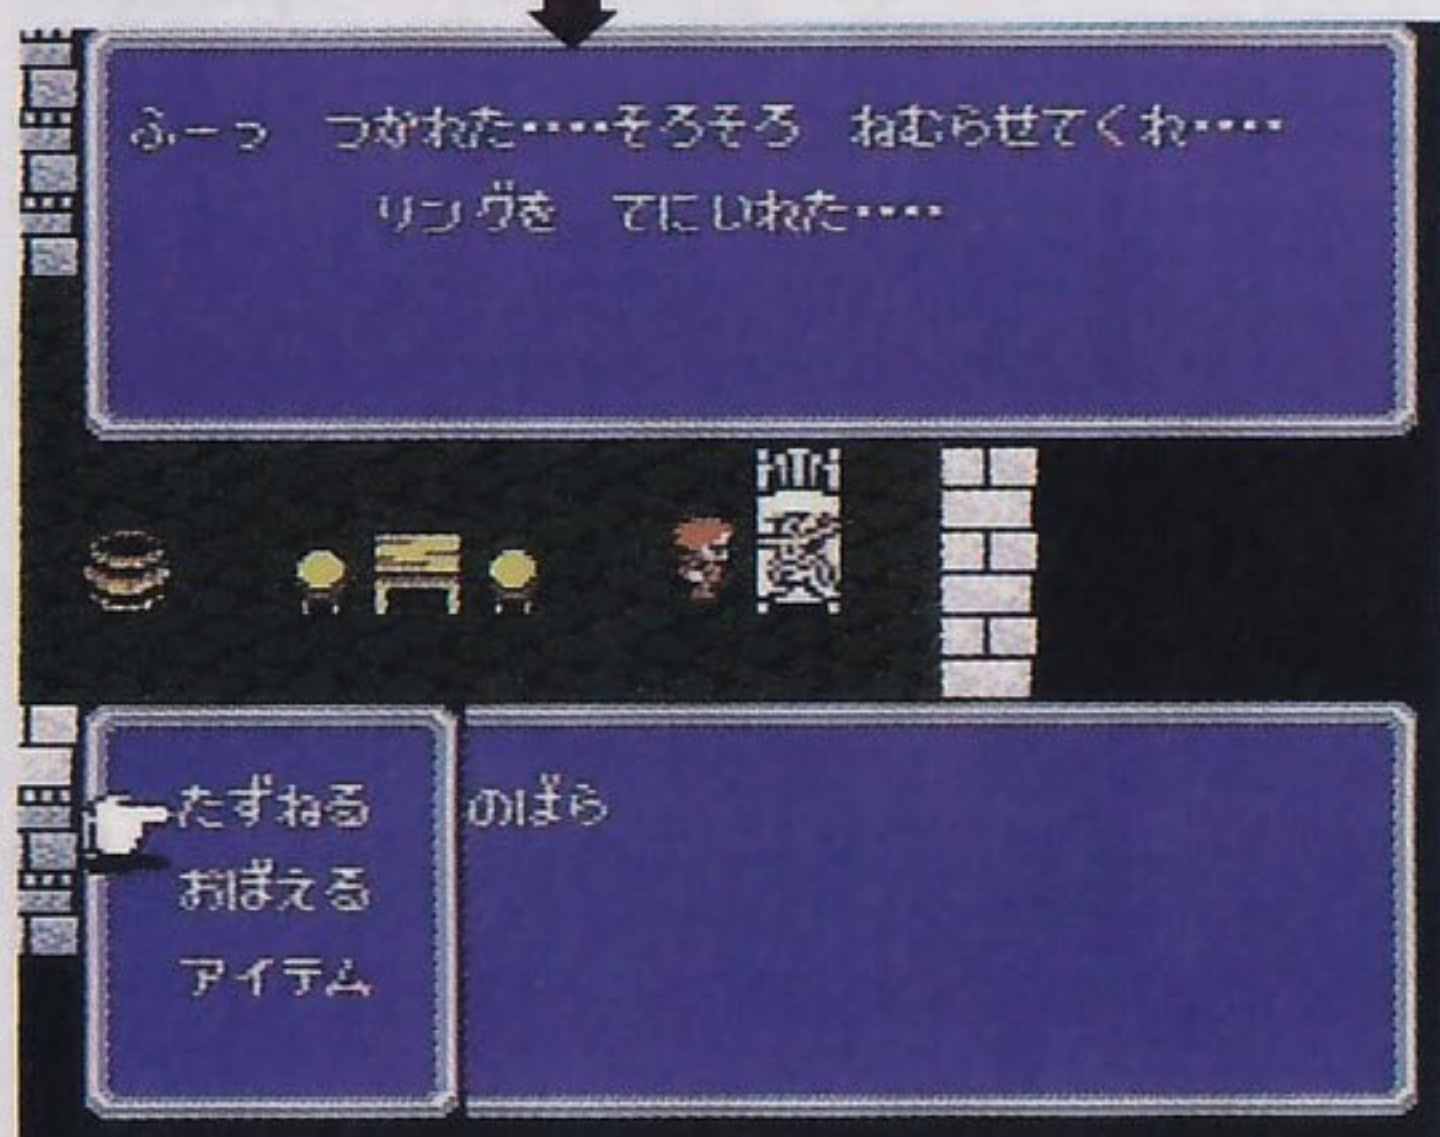 ふーっ つかれた‥‥そろそろ ねむらせてくれ‥‥
リングを てにいれた‥‥
たずねる
おぼえる
アイテム
のばら